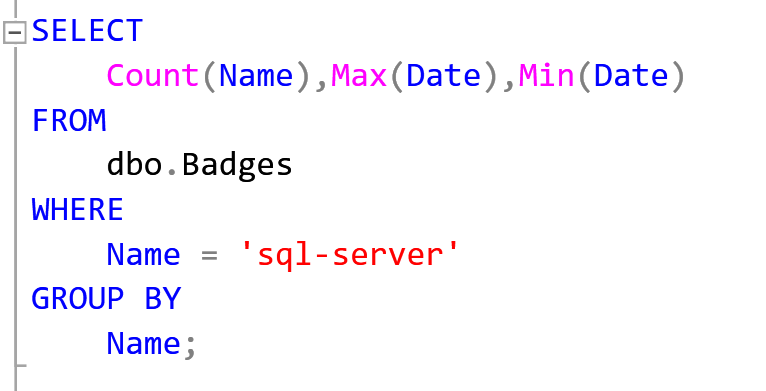 SELECT
Count(Name),Max(Date),Min(Date)
FROM
dbo.Badges
WHERE
Name = 'sql-server'
GROUP BY
Name;